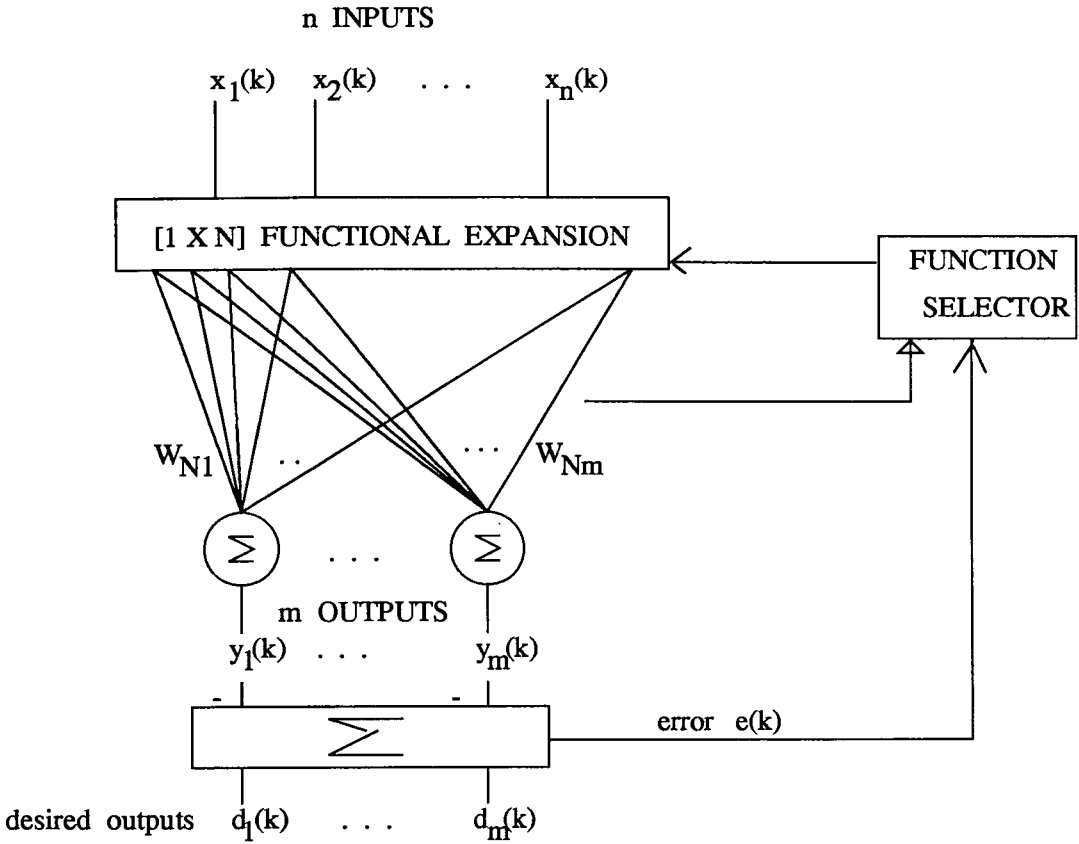 n INPUTS
x1(k) x2(k) . . . xn(k)
[1 X N] FUNCTIONAL EXPANSION
FUNCTION
SELECTOR
WN1 . . . . . WNm
Σ . . . Σ
m OUTPUTS
y1(k) . . . ym(k)
- -
Σ
error e(k)
desired outputs d1(k) . . . dm(k)